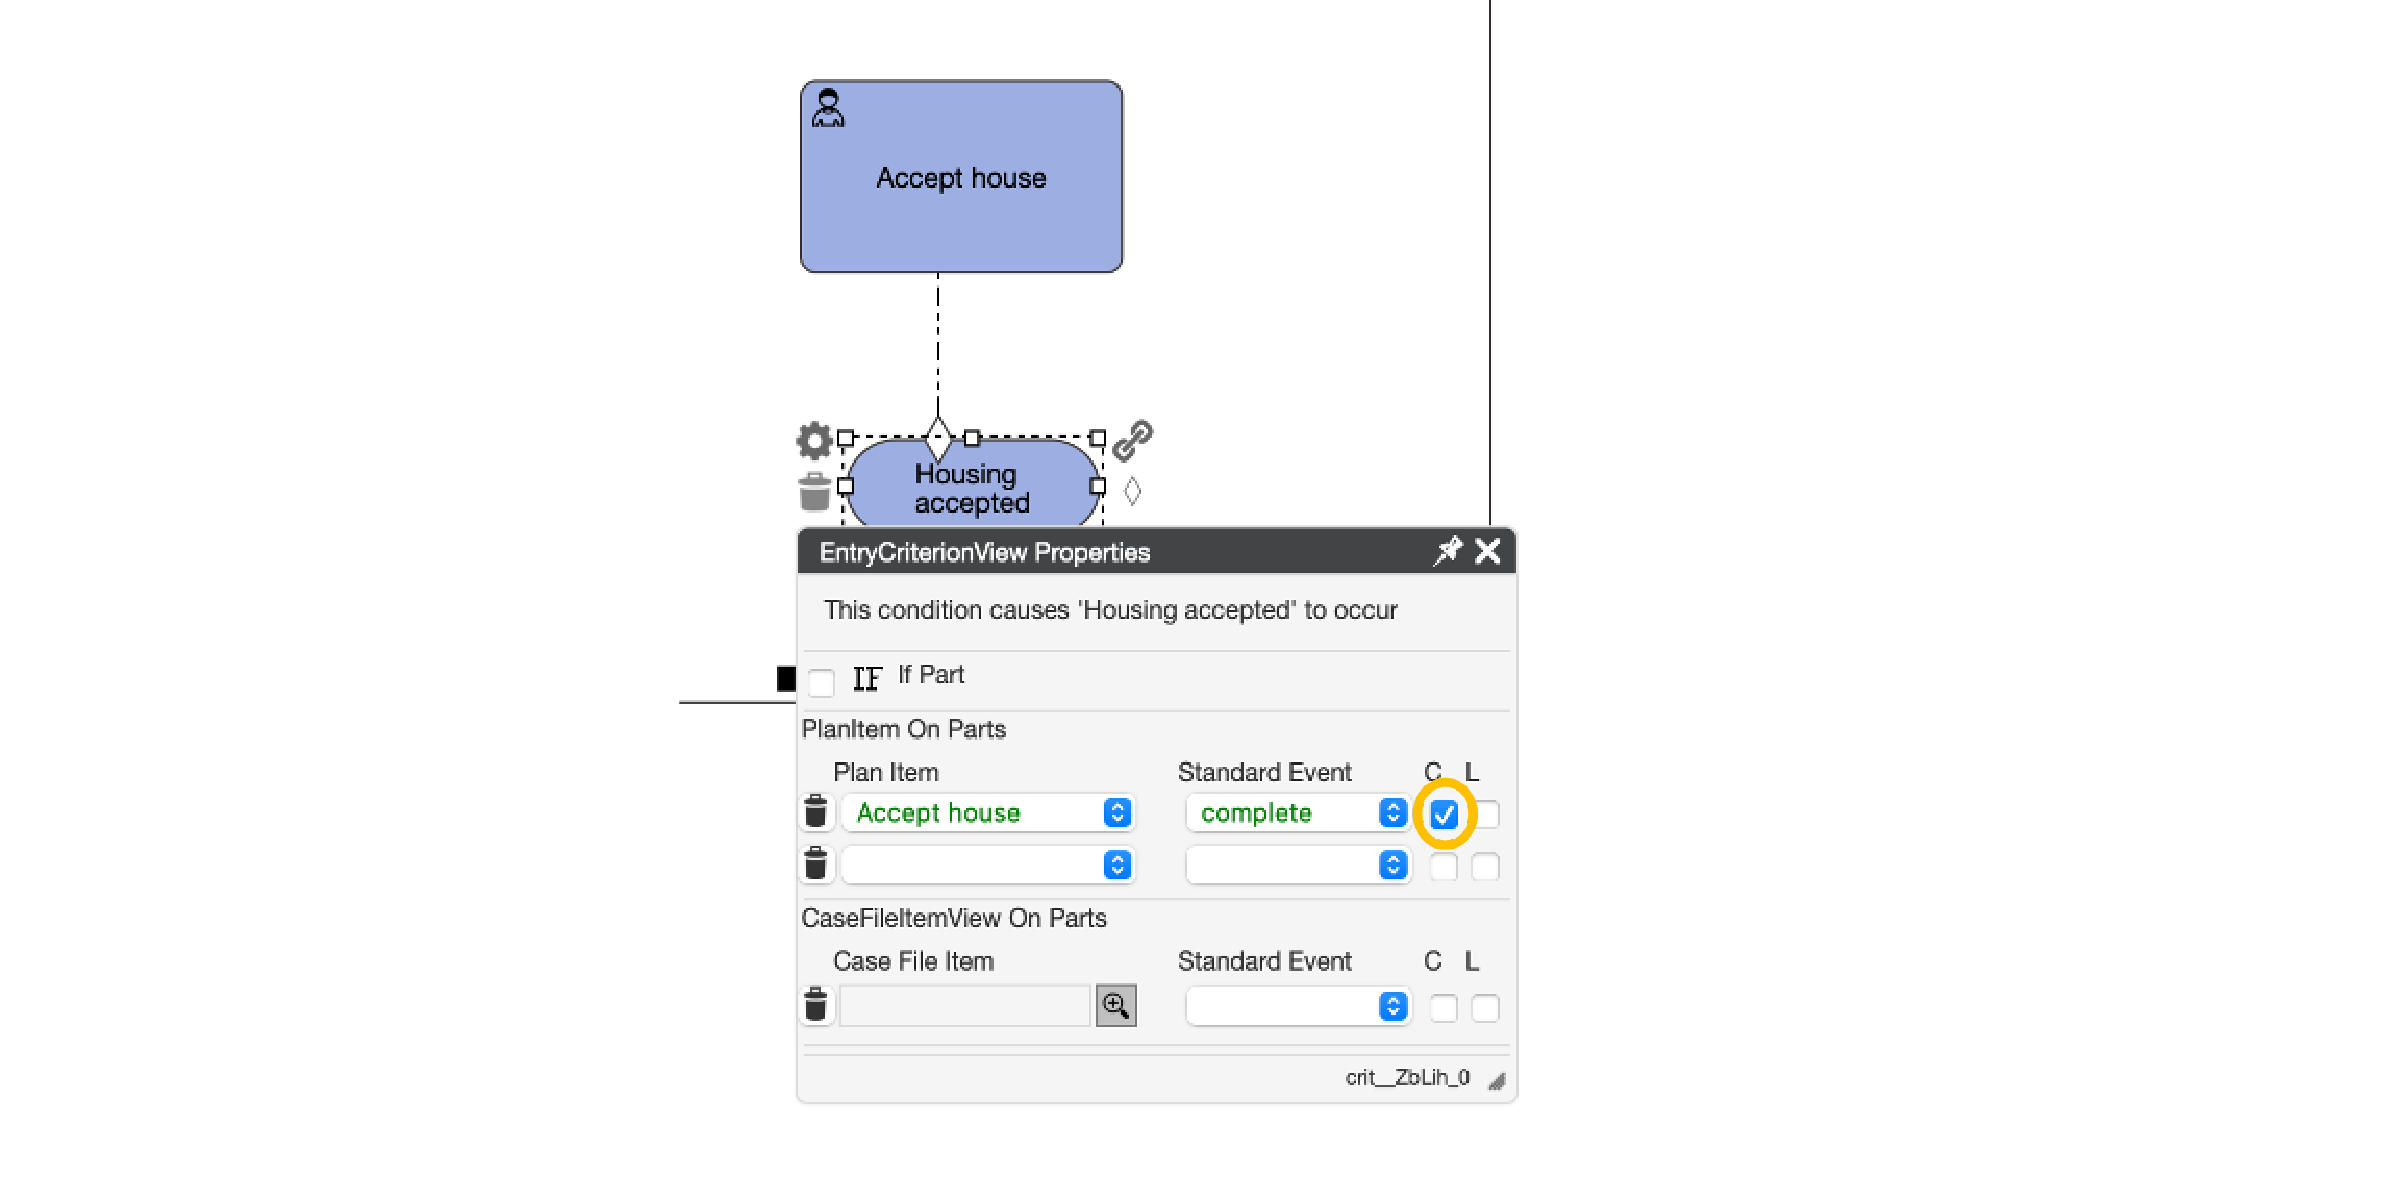 Accept house
Housing
accepted
EntryCriterionView Properties
This condition causes 'Housing accepted' to occur
IF If Part
PlanItem On Parts
Plan Item Standard Event C L
Accept house complete
CaseFileItemView On Parts
Case File Item Standard Event C L
crit__ZbLih_0